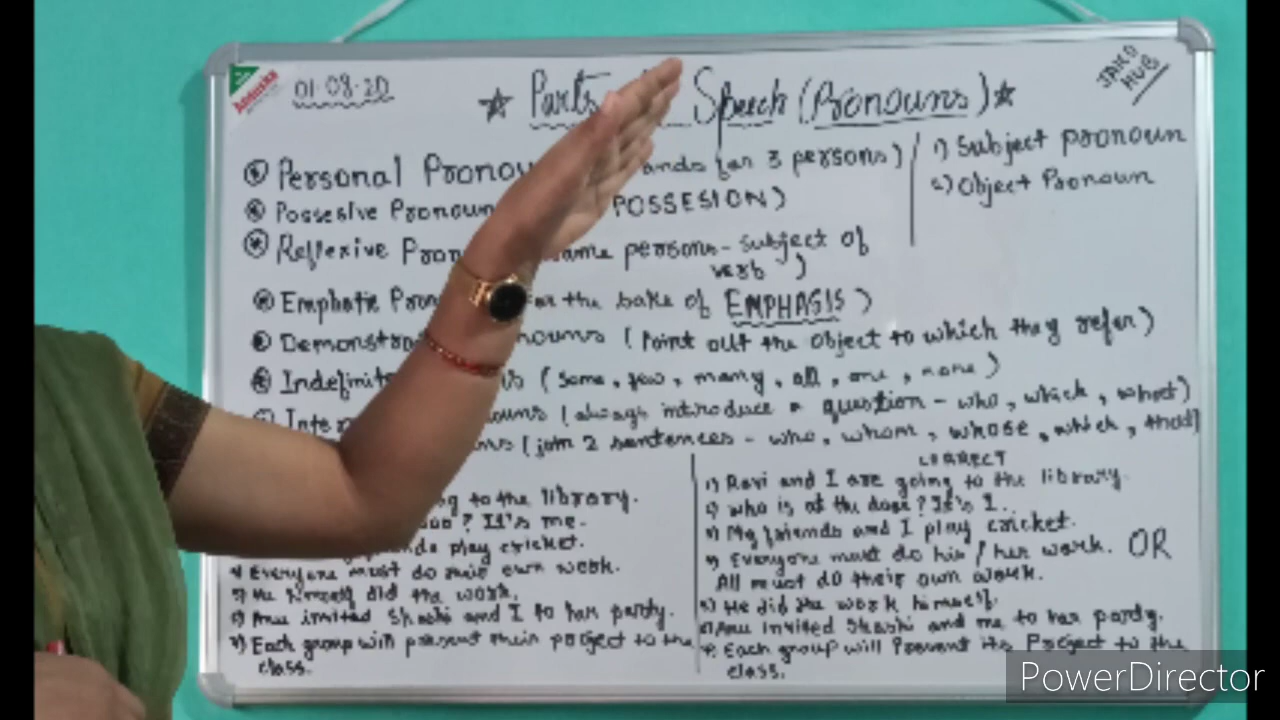 01-08-20
Parts Speech (Pronouns)
JAKS
HUB
Personal Pronou ands for 3 persons)
1) Subject pronoun
2) Object Pronoun
Possesive Pronoun POSSESION)
Reflexive Pron ame persons - subject of
verb )
Emphatic Pron for the sake of EMPHASIS)
Demonstra nouns (Point out the object to which they refer)
Indefinite s (some, few, many, all, one, none)
Inte ouns (always introduce a question - who, which, what)
ns (join 2 sentences - who, whom, whose, which, that)
g to the library.
? It's me.
play cricket.
4) Everyone must do their own work.
5) He himself did the work.
6) Anu invited Shashi and I to her party.
7) Each group will present their project to the
class.
CORRECT
1) Ravi and I are going to the library.
2) who is at the door? It's I.
3) My friends and I play cricket.
4) Everyone must do his / her work. OR
All must do their own work.
5) He did the work himself.
6) Anu invited Shashi and me to her party.
7) Each group will Present its Project to the
class.
PowerDirector